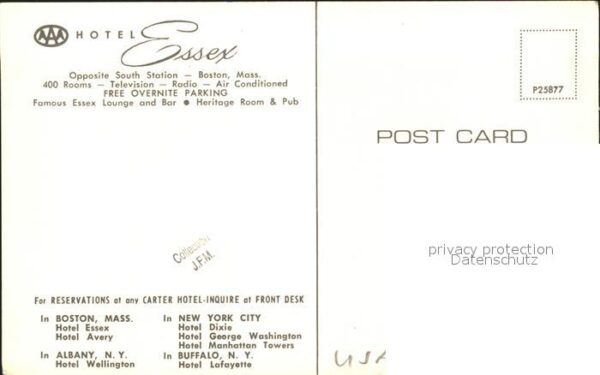 AAA HOTEL Essex
Opposite South Station — Boston, Mass.
400 Rooms — Television — Radio — Air Conditioned
FREE OVERNITE PARKING
Famous Essex Lounge and Bar ● Heritage Room & Pub
P25877
POST CARD
Collection
J.F.M.
privacy protection
Datenschutz
For RESERVATIONS at any CARTER HOTEL-INQUIRE at FRONT DESK
In BOSTON, MASS.
Hotel Essex
Hotel Avery
In ALBANY, N. Y.
Hotel Wellington
In NEW YORK CITY
Hotel Dixie
Hotel George Washington
Hotel Manhattan Towers
In BUFFALO, N. Y.
Hotel Lafayette
USA